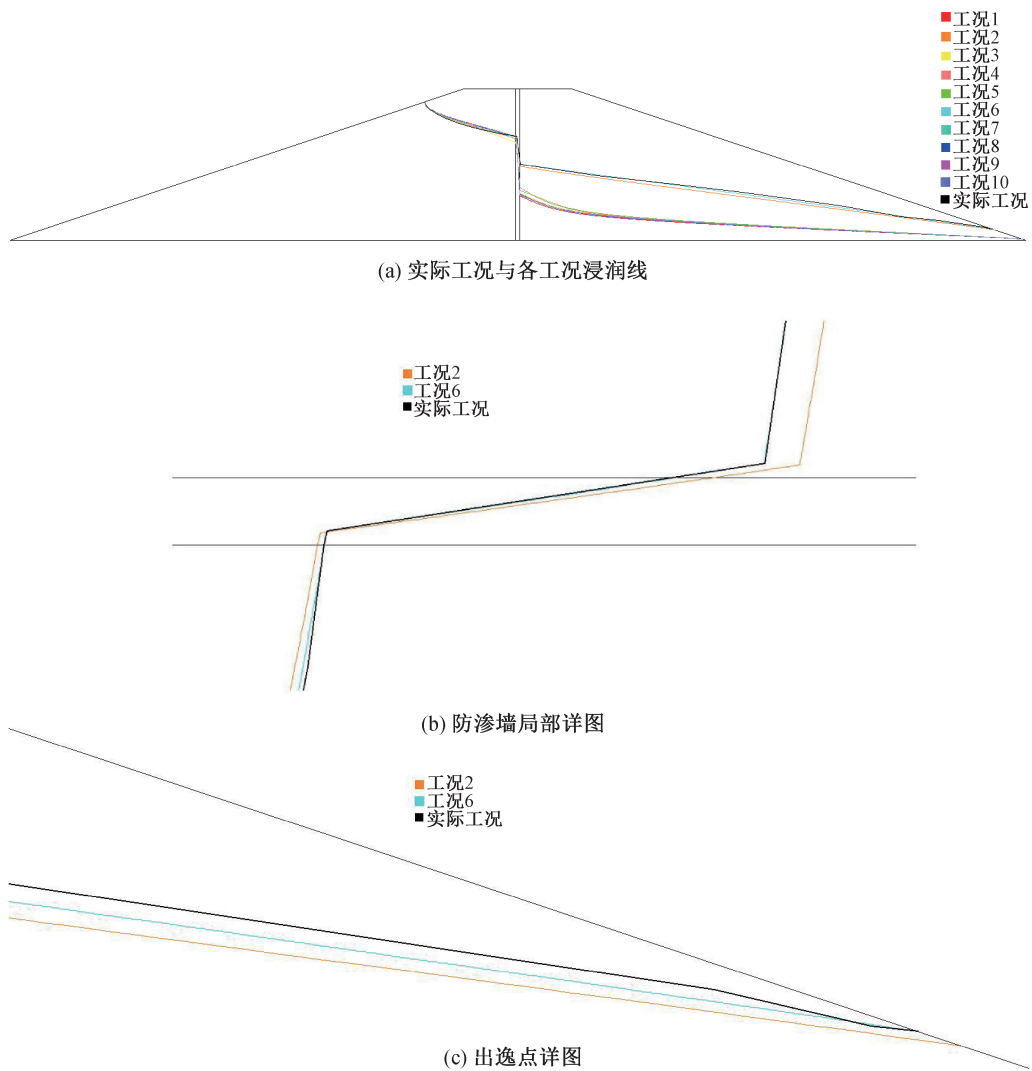 工况1
工况2
工况3
工况4
工况5
工况6
工况7
工况8
工况9
工况10
实际工况
(a) 实际工况与各工况浸润线
工况2
工况6
实际工况
(b) 防渗墙局部详图
工况2
工况6
实际工况
(c) 出逸点详图